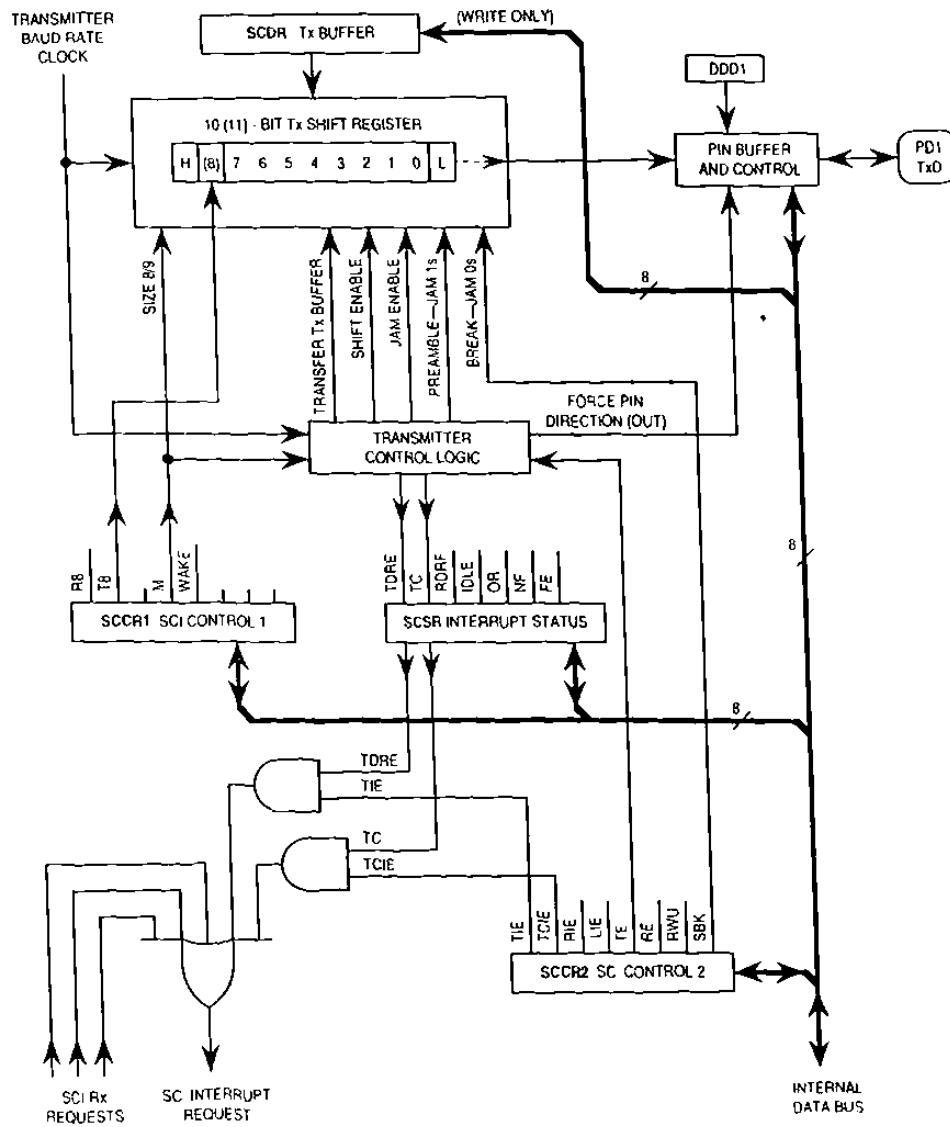 TRANSMITTER
BAUD RATE
CLOCK
SCDR Tx BUFFER
(WRITE ONLY)
DDD1
10 (11) - BIT Tx SHIFT REGISTER
H (8) 7 6 5 4 3 2 1 0 L
PIN BUFFER
AND CONTROL
PD1
TxD
SIZE 8/9
TRANSFER Tx BUFFER
SHIFT ENABLE
JAM ENABLE
PREAMBLE—JAM 1s
BREAK—JAM 0s
8
FORCE PIN
DIRECTION (OUT)
TRANSMITTER
CONTROL LOGIC
8
R8
T8
M
WAKE
TDRE
TC
RDRF
IDLE
OR
NF
FE
SCCR1 SCI CONTROL 1
SCSR INTERRUPT STATUS
8
TDRE
TIE
TC
TCIE
TIE
TCIE
RIE
LIE
TE
RE
RWU
SBK
SCCR2 SC CONTROL 2
SCI Rx
REQUESTS
SC INTERRUPT
REQUEST
INTERNAL
DATA BUS